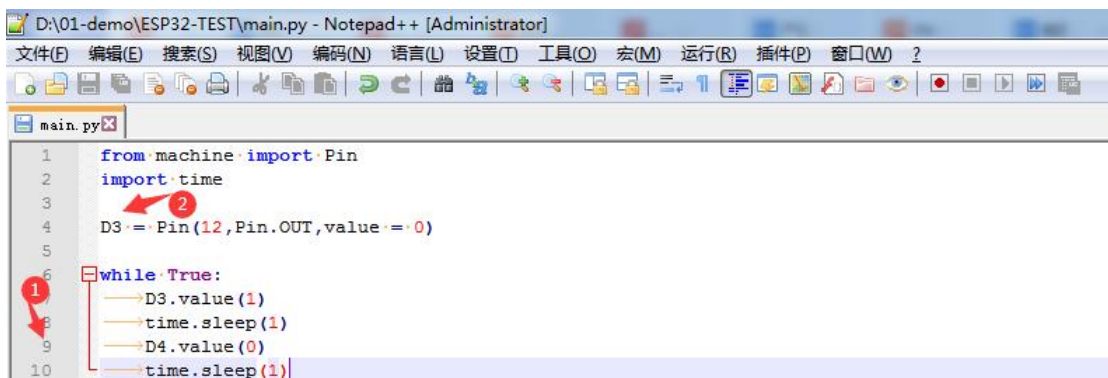 D:\01-demo\ESP32-TEST\main.py - Notepad++ [Administrator]
文件(F) 编辑(E) 搜索(S) 视图(V) 编码(N) 语言(L) 设置(T) 工具(O) 宏(M) 运行(R) 插件(P) 窗口(W) ?
main.py
1 from machine import Pin
2 import time
3 2
4 D3 = Pin(12,Pin.OUT,value = 0)
5
6 while True:
1 D3.value(1)
8 time.sleep(1)
9 D4.value(0)
10 time.sleep(1)